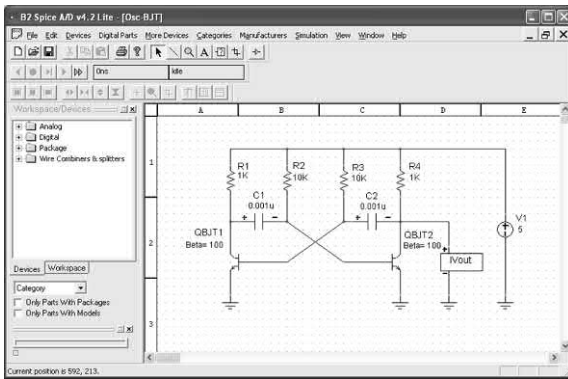 B2 Spice A/D v4.2 Lite - [Osc-BJT]
File Edit Devices Digital Parts More Devices Categories Manufacturers Simulation View Window Help
0ns Idle
Workspace/Devices
Analog
Digital
Package
Wire Combiners & splitters
Devices Workspace
Category
Only Parts With Packages
Only Parts With Models
A B C D E
1
2
3
R1
1K
R2
10K
R3
10K
R4
1K
C1
0.001u
+ -
C2
0.001u
+ -
QBJT1
Beta= 100
QBJT2
Beta= 100
IVout
V1
5
Current position is 592, 213.